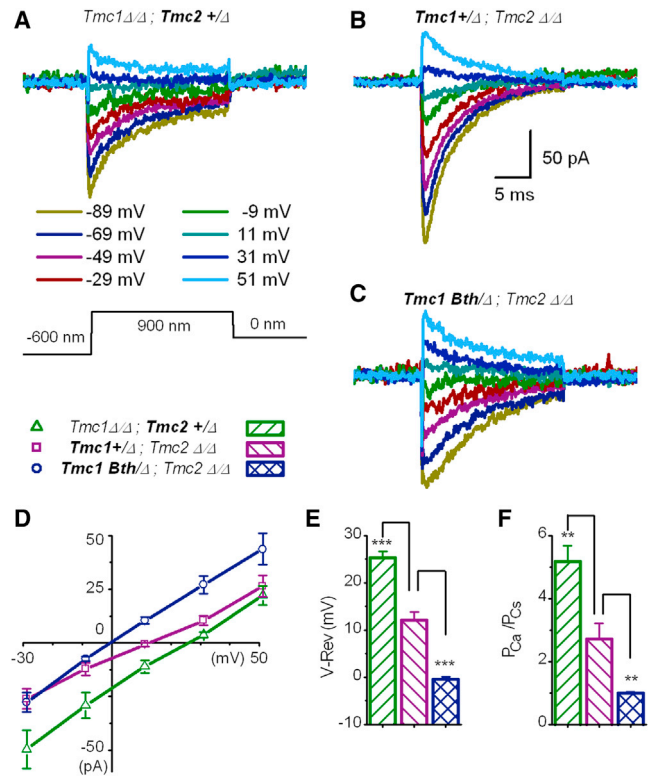 A
Tmc1Δ/Δ ; Tmc2 +/Δ
B
Tmc1+/Δ; Tmc2 Δ/Δ
50 pA
5 ms
-89 mV
-9 mV
-69 mV
11 mV
-49 mV
31 mV
-29 mV
51 mV
C
Tmc1 Bth/Δ ; Tmc2 Δ/Δ
-600 nm
900 nm
0 nm
Tmc1Δ/Δ ; Tmc2 +/Δ
Tmc1+/Δ ; Tmc2 Δ/Δ
Tmc1 Bth/Δ ; Tmc2 Δ/Δ
D
50
25
0
-30
(mV)
50
-50
(pA)
E
V-Rev (mV)
30
20
10
0
-10
***
***
F
PCa/PCs
6
4
2
0
**
**